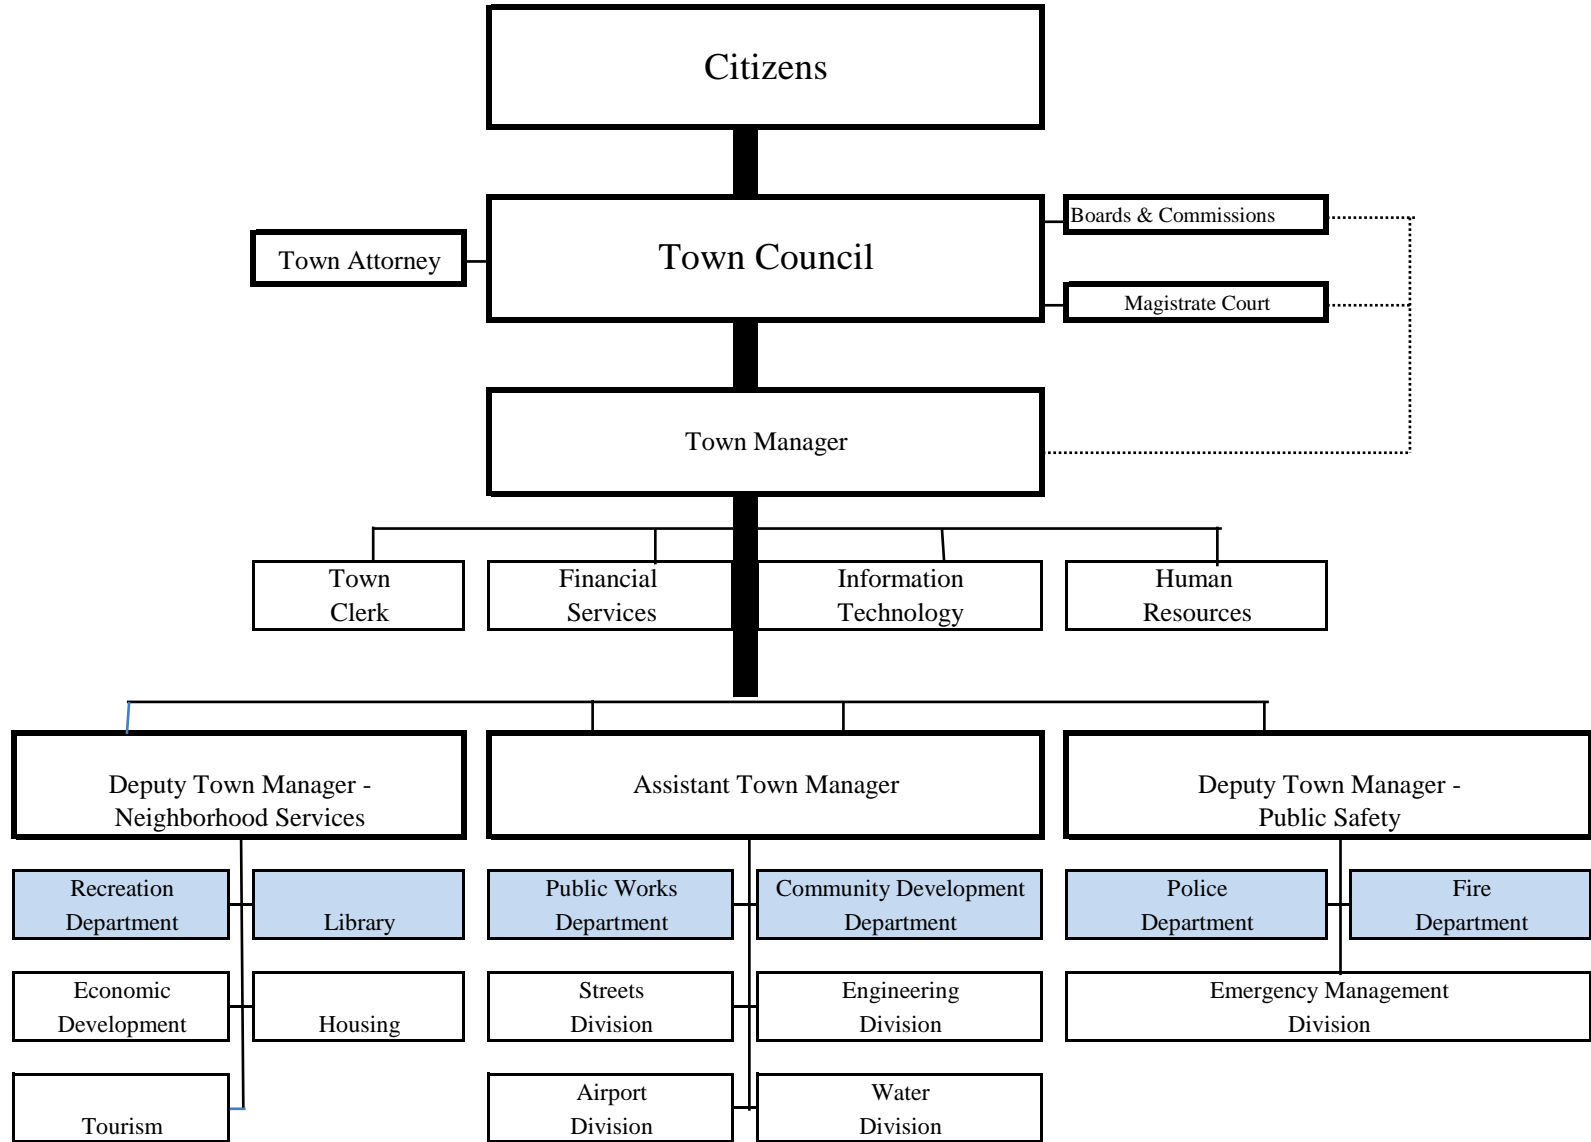 Citizens
Boards & Commissions
Town Attorney
Town Council
Magistrate Court
Town Manager
Town
Clerk
Financial
Services
Information
Technology
Human
Resources
Deputy Town Manager -
Neighborhood Services
Assistant Town Manager
Deputy Town Manager -
Public Safety
Recreation
Department
Library
Public Works
Department
Community Development
Department
Police
Department
Fire
Department
Economic
Development
Housing
Streets
Division
Engineering
Division
Emergency Management
Division
Tourism
Airport
Division
Water
Division